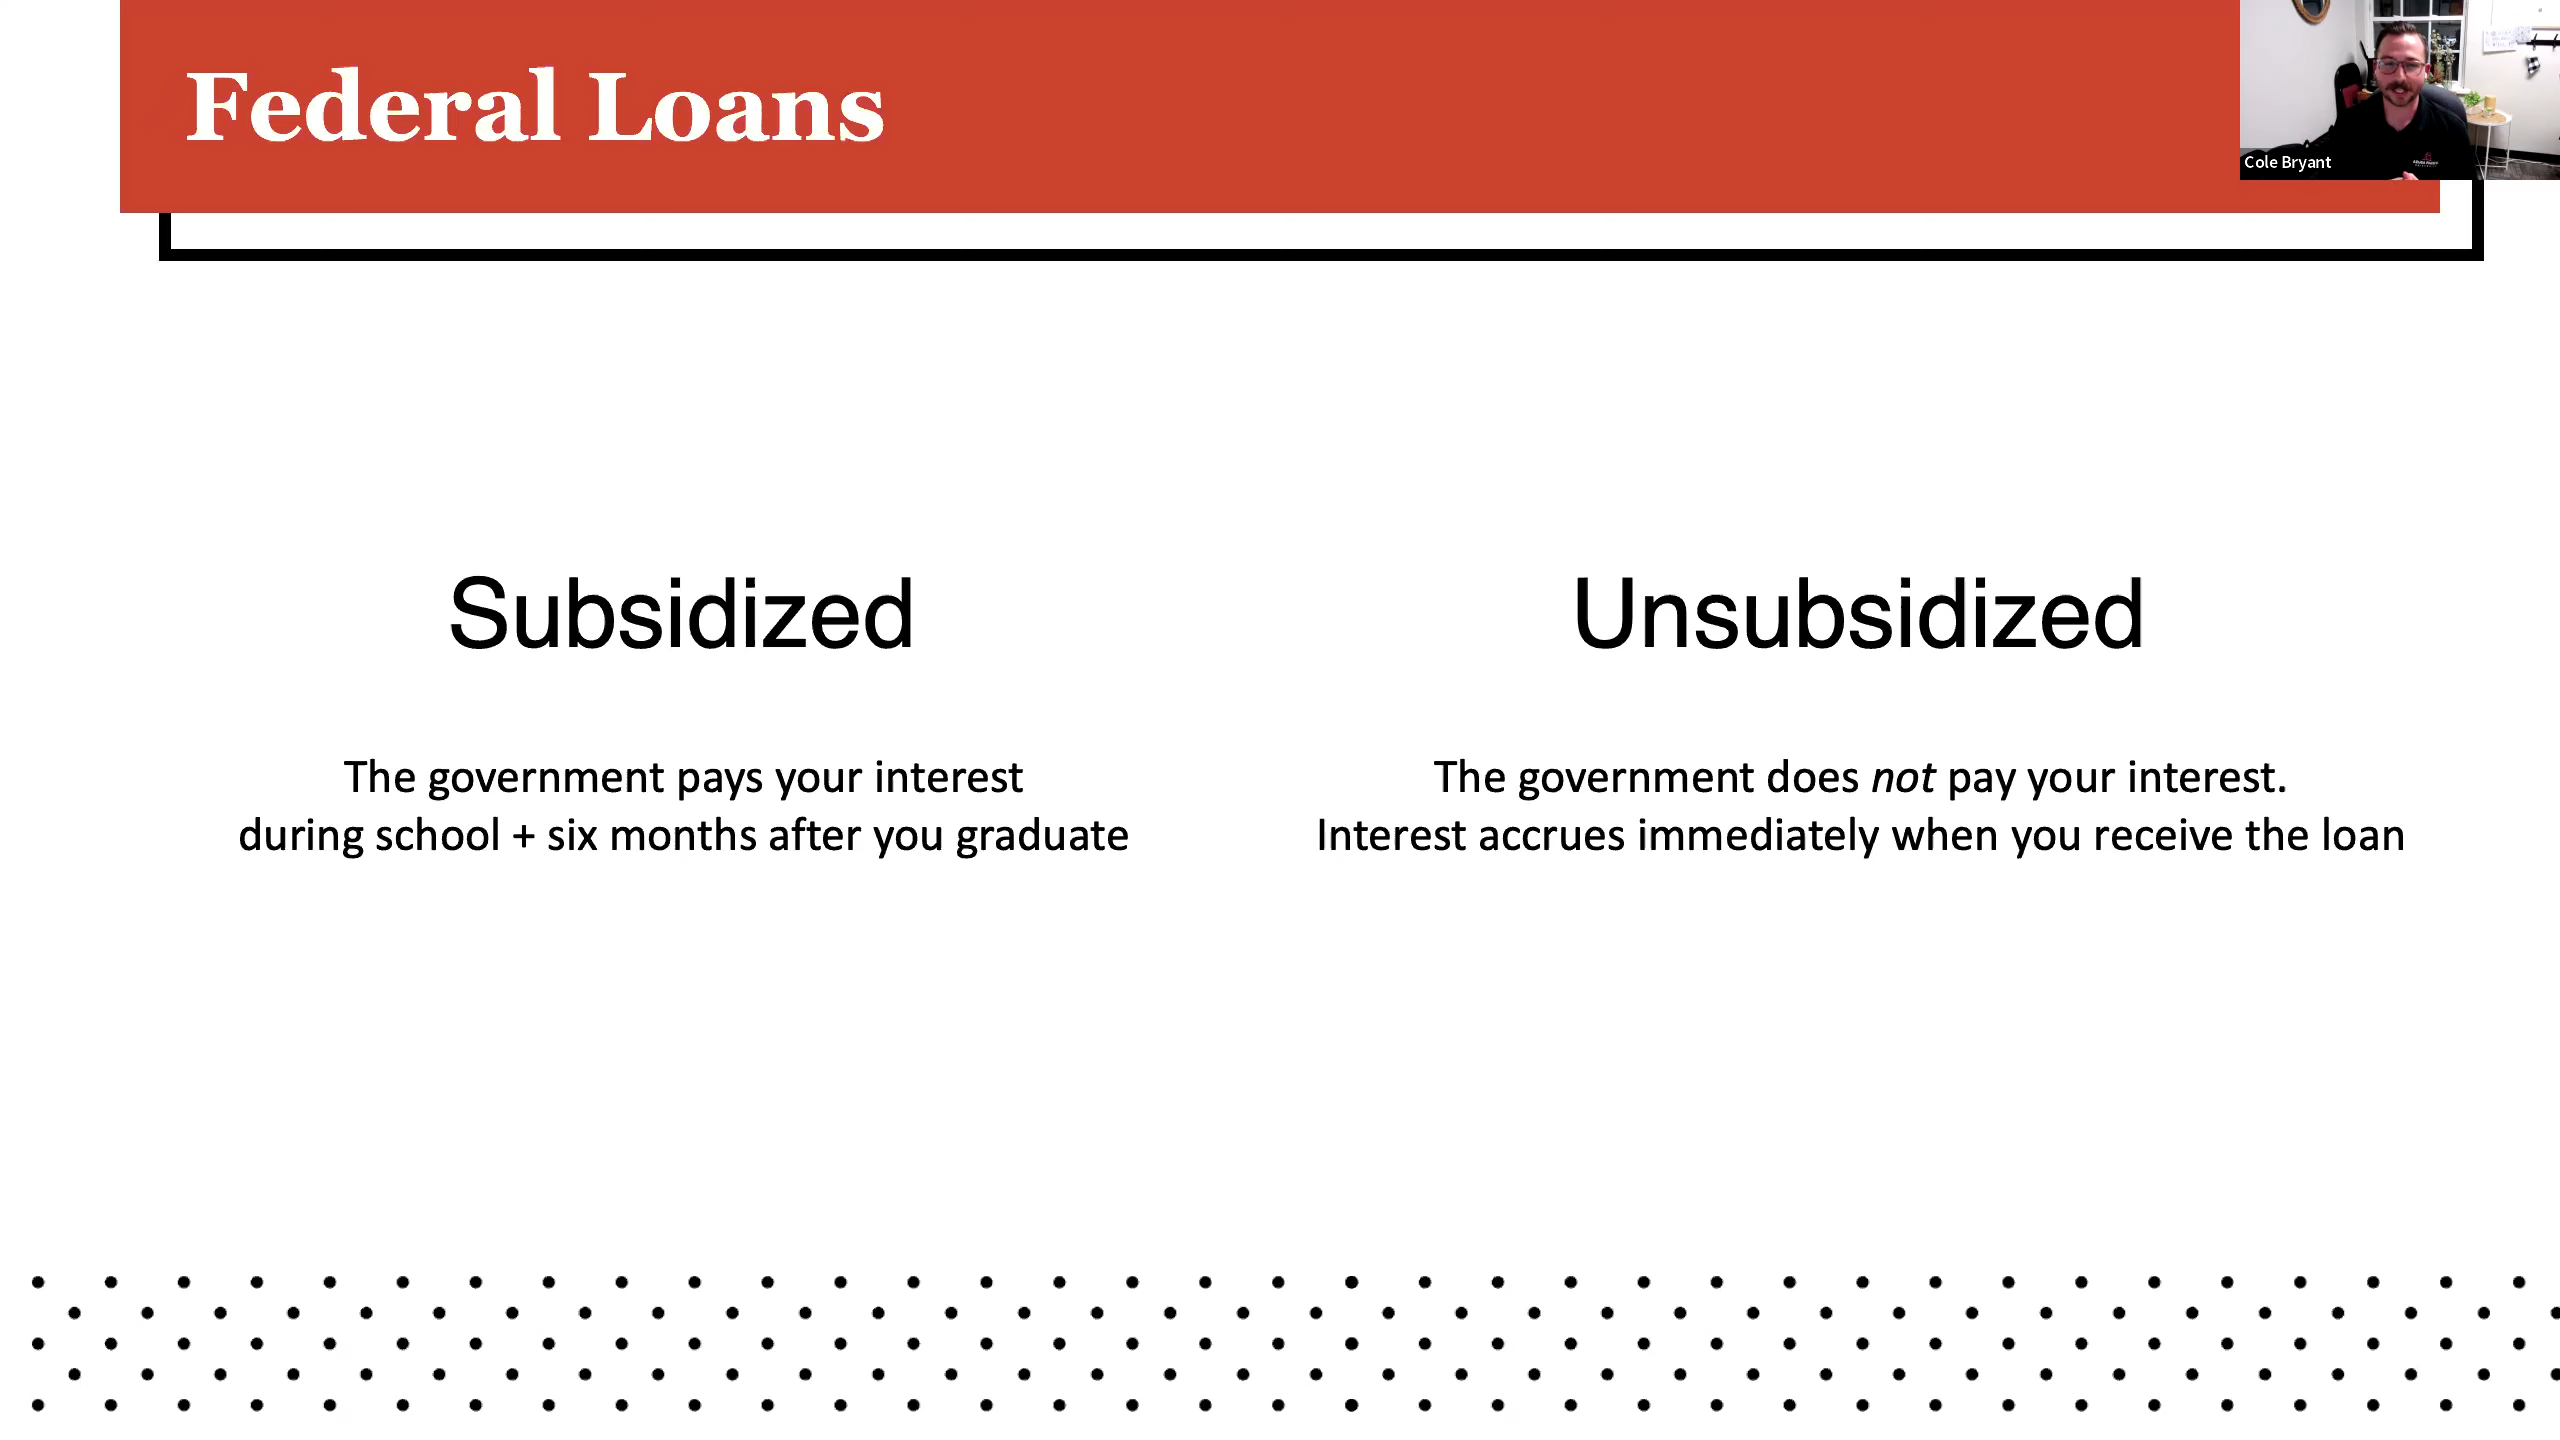 Federal Loans
Cole Bryant
Subsidized
The government pays your interest
during school + six months after you graduate
Unsubsidized
The government does not pay your interest.
Interest accrues immediately when you receive the loan